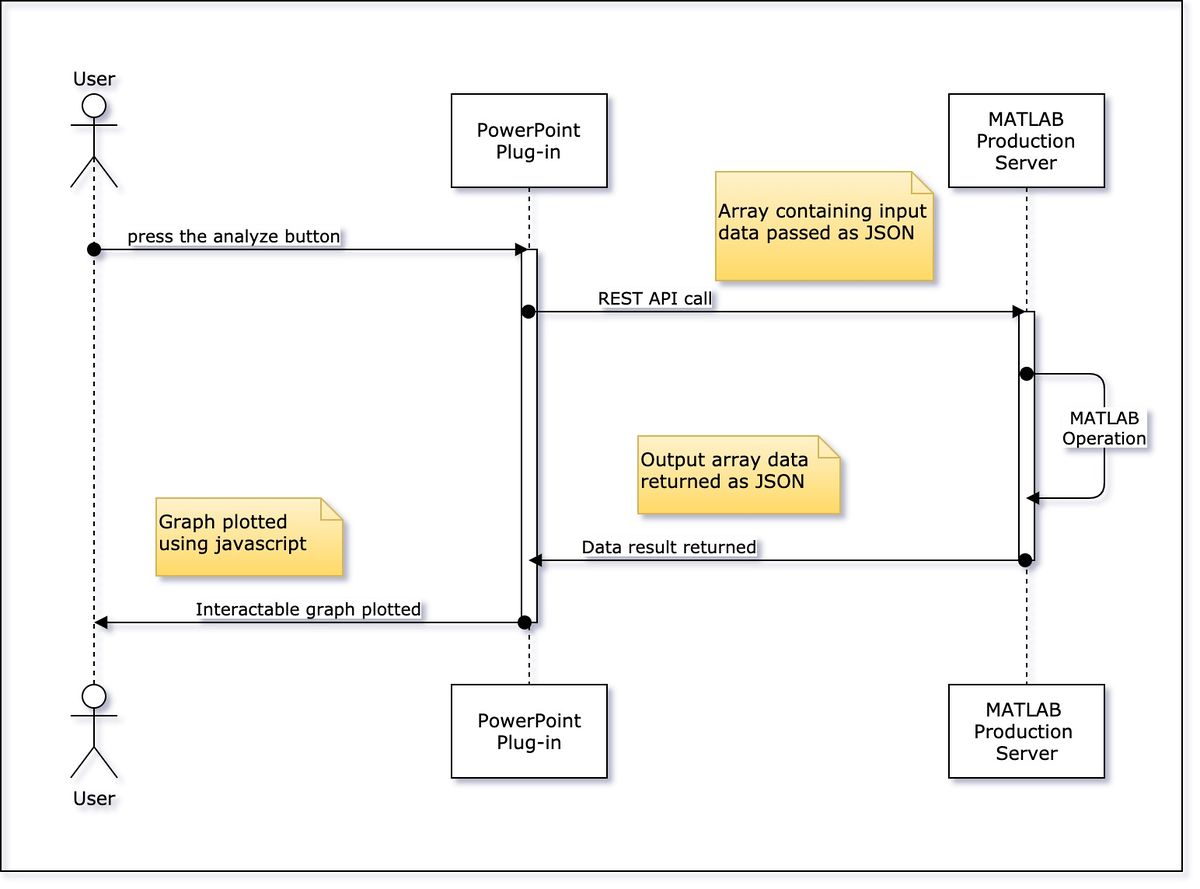 User
PowerPoint
Plug-in
MATLAB
Production
Server
Array containing input
data passed as JSON
press the analyze button
REST API call
MATLAB
Operation
Output array data
returned as JSON
Graph plotted
using javascript
Data result returned
Interactable graph plotted
PowerPoint
Plug-in
MATLAB
Production
Server
User